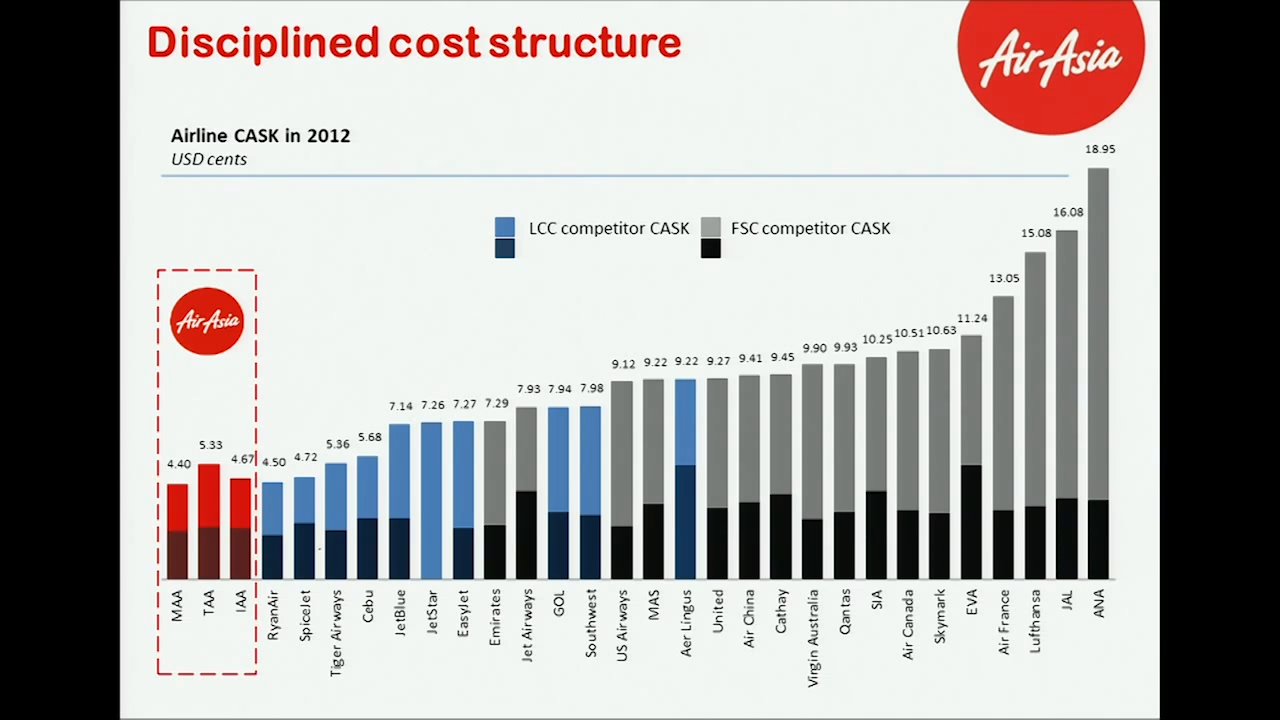 Disciplined cost structure
AirAsia
Airline CASK in 2012
USD cents
LCC competitor CASK
FSC competitor CASK
AirAsia
4.40
5.33
4.67
4.50
4.72
5.36
5.68
7.14
7.26
7.27
7.29
7.93
7.94
7.98
9.12
9.22
9.22
9.27
9.41
9.45
9.90
9.93
10.25
10.51
10.63
11.24
13.05
15.08
16.08
18.95
MAA
TAA
IAA
RyanAir
SpiceJet
Tiger Airways
Cebu
JetBlue
JetStar
EasyJet
Emirates
Jet Airways
GOL
Southwest
US Airways
MAS
Aer Lingus
United
Air China
Cathay
Virgin Australia
Qantas
SIA
Air Canada
Skymark
EVA
Air France
Lufthansa
JAL
ANA